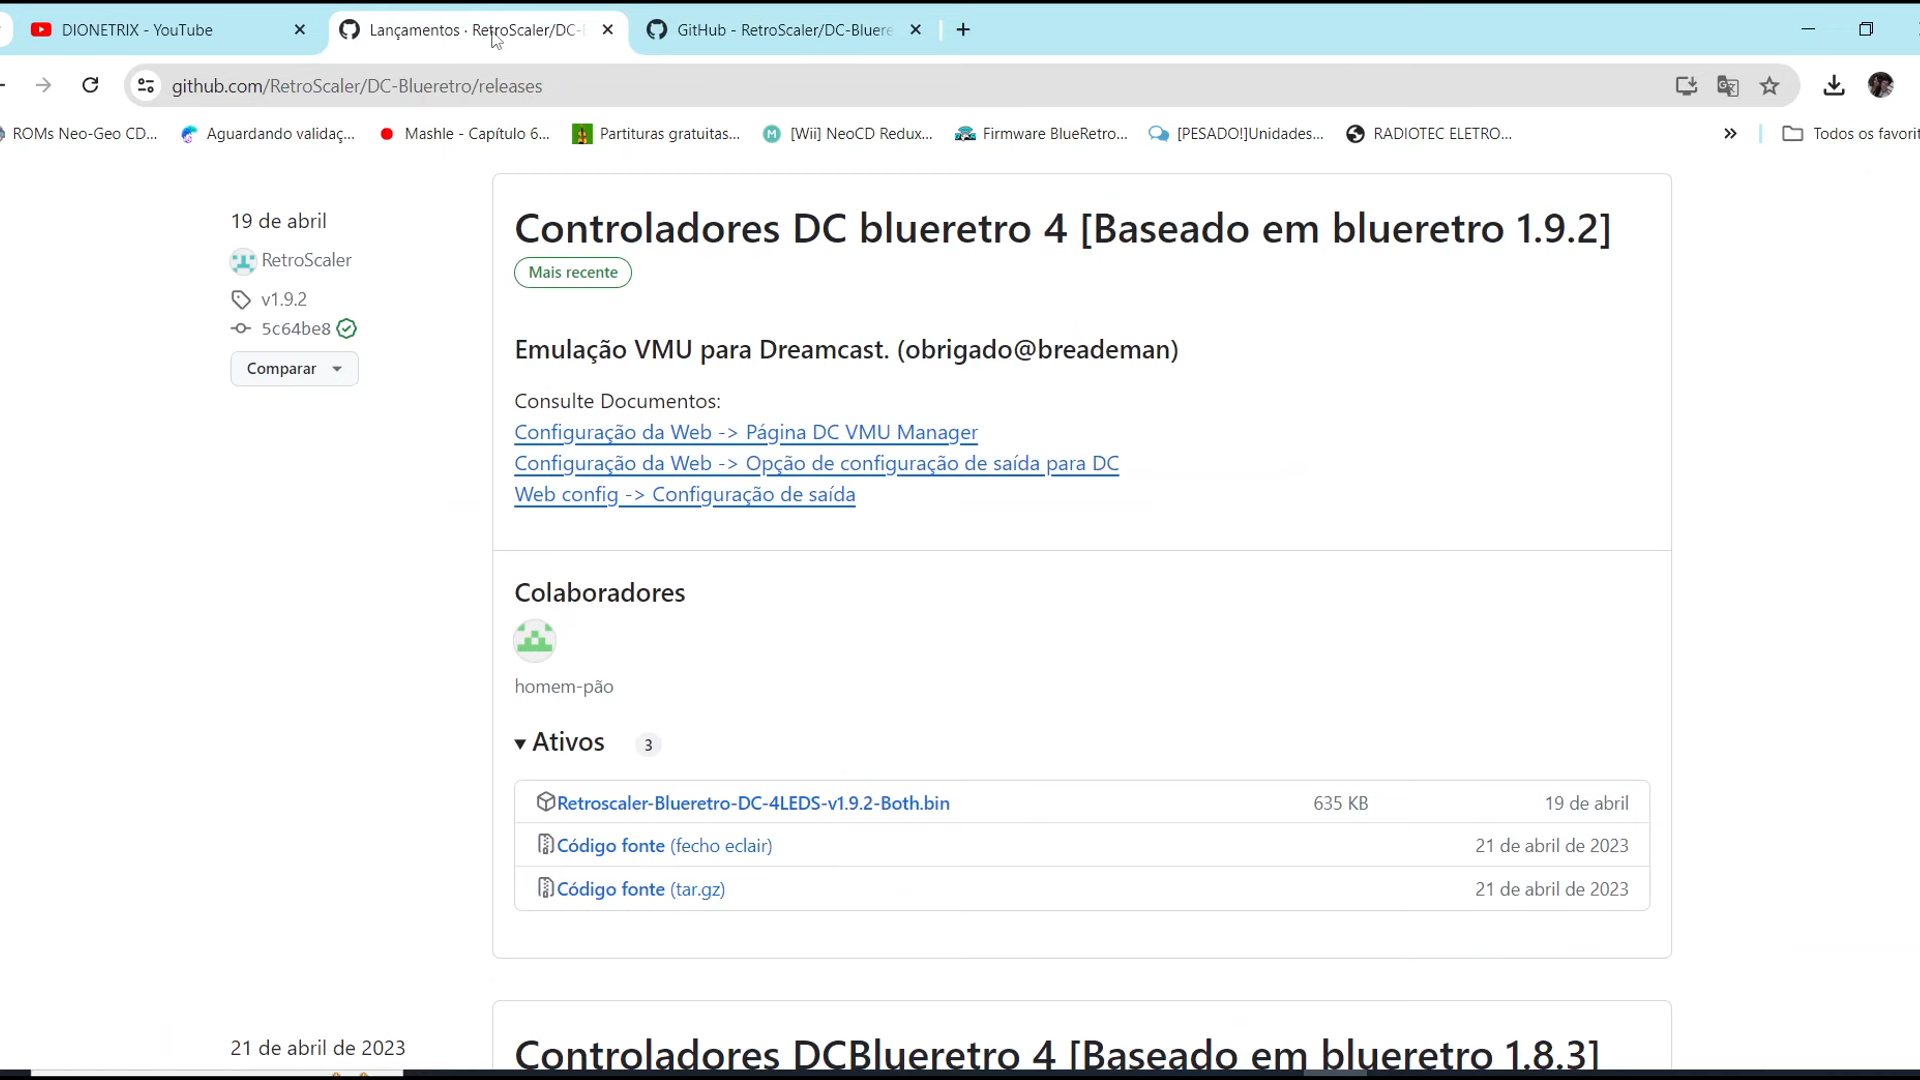 DIONETRIX - YouTube
Lançamentos · RetroScaler/DC-
GitHub - RetroScaler/DC-Bluere
github.com/RetroScaler/DC-Blueretro/releases
ROMs Neo-Geo CD...
Aguardando validaç...
Mashle - Capítulo 6...
Partituras gratuitas...
[Wii] NeoCD Redux...
Firmware BlueRetro...
[PESADO!]Unidades...
RADIOTEC ELETRO...
Todos os favorit
19 de abril
RetroScaler
v1.9.2
5c64be8
Comparar
Controladores DC blueretro 4 [Baseado em blueretro 1.9.2]
Mais recente
Emulação VMU para Dreamcast. (obrigado@breademan)
Consulte Documentos:
Configuração da Web -> Página DC VMU Manager
Configuração da Web -> Opção de configuração de saída para DC
Web config -> Configuração de saída
Colaboradores
homem-pão
Ativos 3
Retroscaler-Blueretro-DC-4LEDS-v1.9.2-Both.bin 635 KB 19 de abril
Código fonte (fecho eclair) 21 de abril de 2023
Código fonte (tar.gz) 21 de abril de 2023
21 de abril de 2023
Controladores DCBlueretro 4 [Baseado em blueretro 1.8.3]